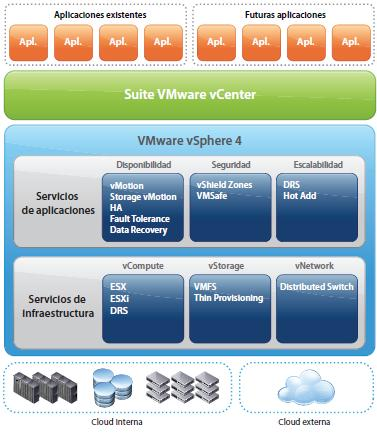 Aplicaciones existentes
Futuras aplicaciones
Apl. Apl. Apl. Apl. Apl. Apl. Apl. Apl.
Suite VMware vCenter
VMware vSphere 4
Disponibilidad
Seguridad
Escalabilidad
Servicios
de aplicaciones
vMotion
Storage vMotion
HA
Fault Tolerance
Data Recovery
vShield Zones
VMSafe
DRS
Hot Add
vCompute
vStorage
vNetwork
Servicios de
infraestructura
ESX
ESXi
DRS
VMFS
Thin Provisioning
Distributed Switch
Cloud Interna
Cloud externa